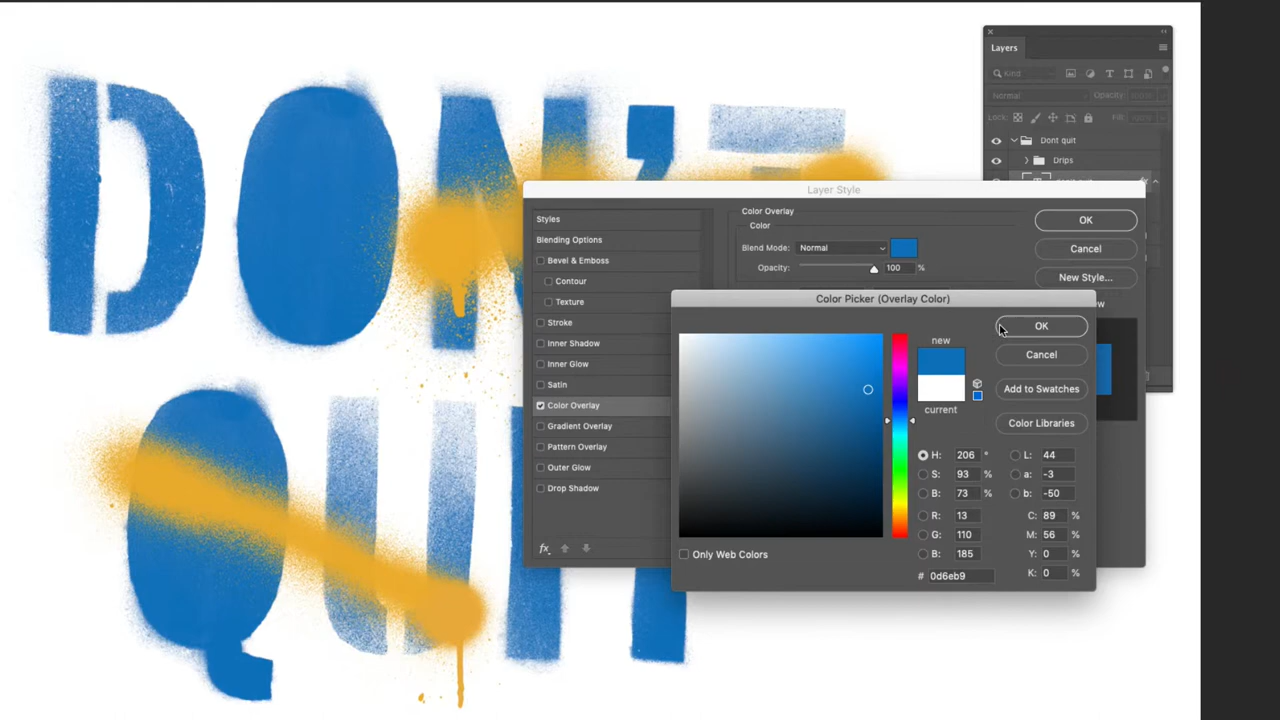 DON'T
QUIT
Layers
Kind
Normal
Opacity:
Lock:
Fill:
Dont quit
Drips
Layer Style
Styles
Blending Options
Bevel & Emboss
Contour
Texture
Stroke
Inner Shadow
Inner Glow
Satin
Color Overlay
Gradient Overlay
Pattern Overlay
Outer Glow
Drop Shadow
fx
Color Overlay
Color
Blend Mode: Normal
Opacity: 100 %
OK
Cancel
New Style...
Color Picker (Overlay Color)
new
current
OK
Cancel
Add to Swatches
Color Libraries
H: 206 °
S: 93 %
B: 73 %
R: 13
G: 110
B: 185
# 0d6eb9
L: 44
a: -3
b: -50
C: 89 %
M: 56 %
Y: 0 %
K: 0 %
Only Web Colors